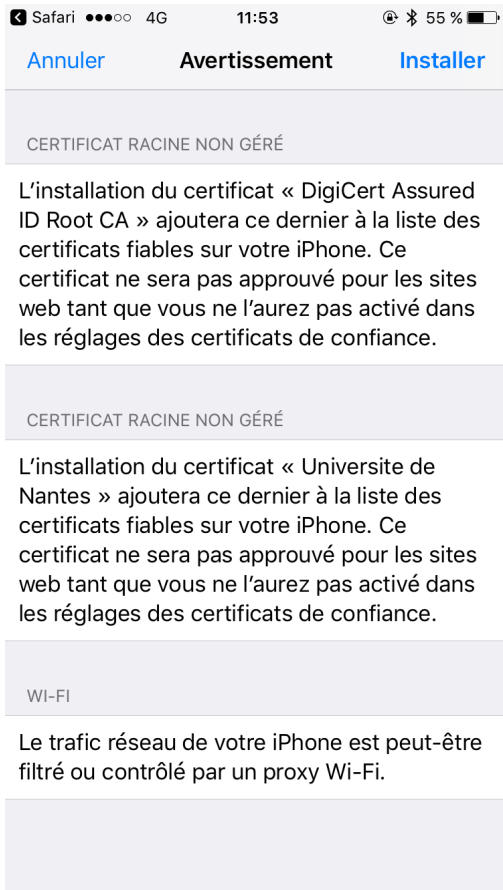 Safari 4G 11:53 55 %
Annuler Avertissement Installer
CERTIFICAT RACINE NON GÉRÉ
L’installation du certificat « DigiCert Assured
ID Root CA » ajoutera ce dernier à la liste des
certificats fiables sur votre iPhone. Ce
certificat ne sera pas approuvé pour les sites
web tant que vous ne l’aurez pas activé dans
les réglages des certificats de confiance.
CERTIFICAT RACINE NON GÉRÉ
L’installation du certificat « Universite de
Nantes » ajoutera ce dernier à la liste des
certificats fiables sur votre iPhone. Ce
certificat ne sera pas approuvé pour les sites
web tant que vous ne l’aurez pas activé dans
les réglages des certificats de confiance.
WI-FI
Le trafic réseau de votre iPhone est peut-être
filtré ou contrôlé par un proxy Wi-Fi.